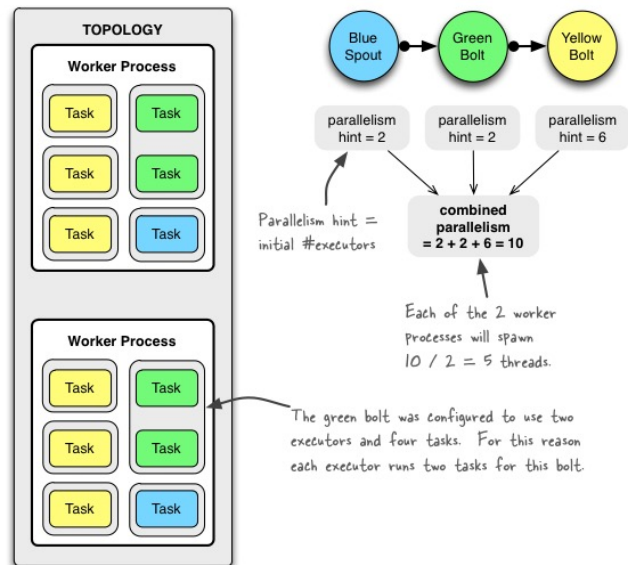 TOPOLOGY
Worker Process
Task
Task
Task
Task
Task
Task
Worker Process
Task
Task
Task
Task
Task
Task
Blue
Spout
Green
Bolt
Yellow
Bolt
parallelism
hint = 2
parallelism
hint = 2
parallelism
hint = 6
Parallelism hint =
initial #executors
combined
parallelism
= 2 + 2 + 6 = 10
Each of the 2 worker
processes will spawn
10 / 2 = 5 threads.
The green bolt was configured to use two
executors and four tasks. For this reason
each executor runs two tasks for this bolt.